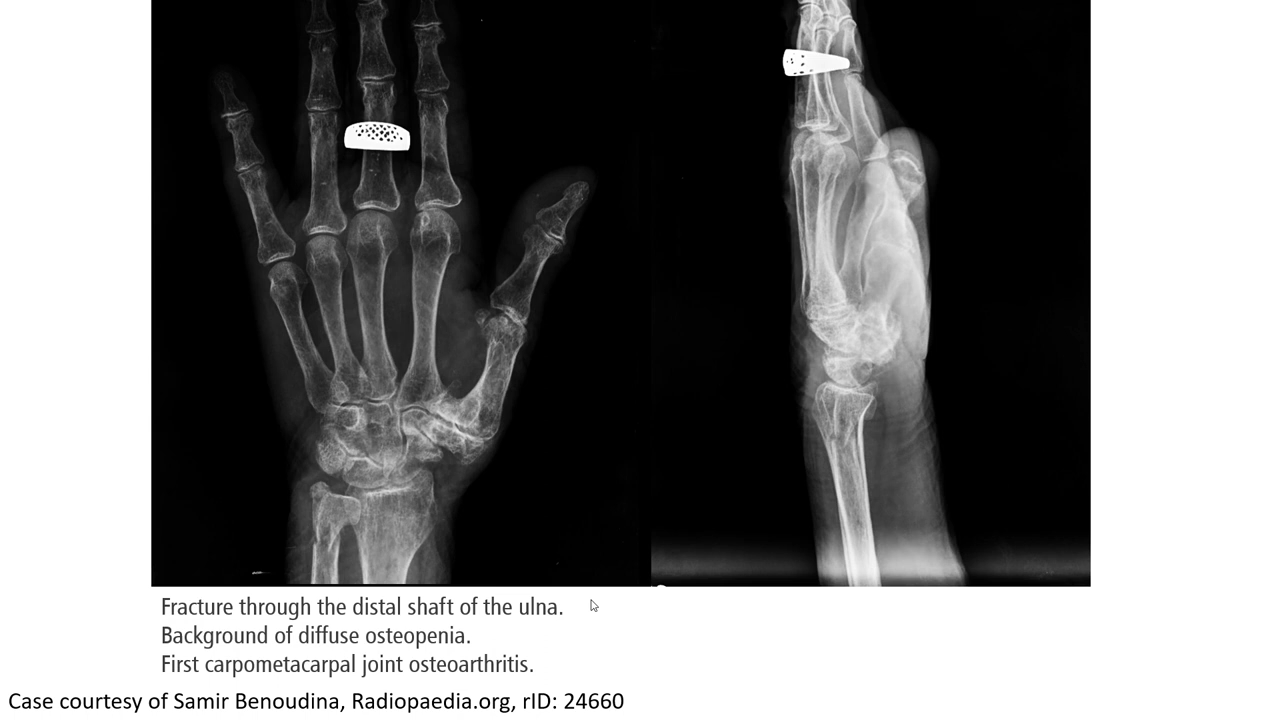 Fracture through the distal shaft of the ulna.
Background of diffuse osteopenia.
First carpometacarpal joint osteoarthritis.
Case courtesy of Samir Benoudina, Radiopaedia.org, rID: 24660